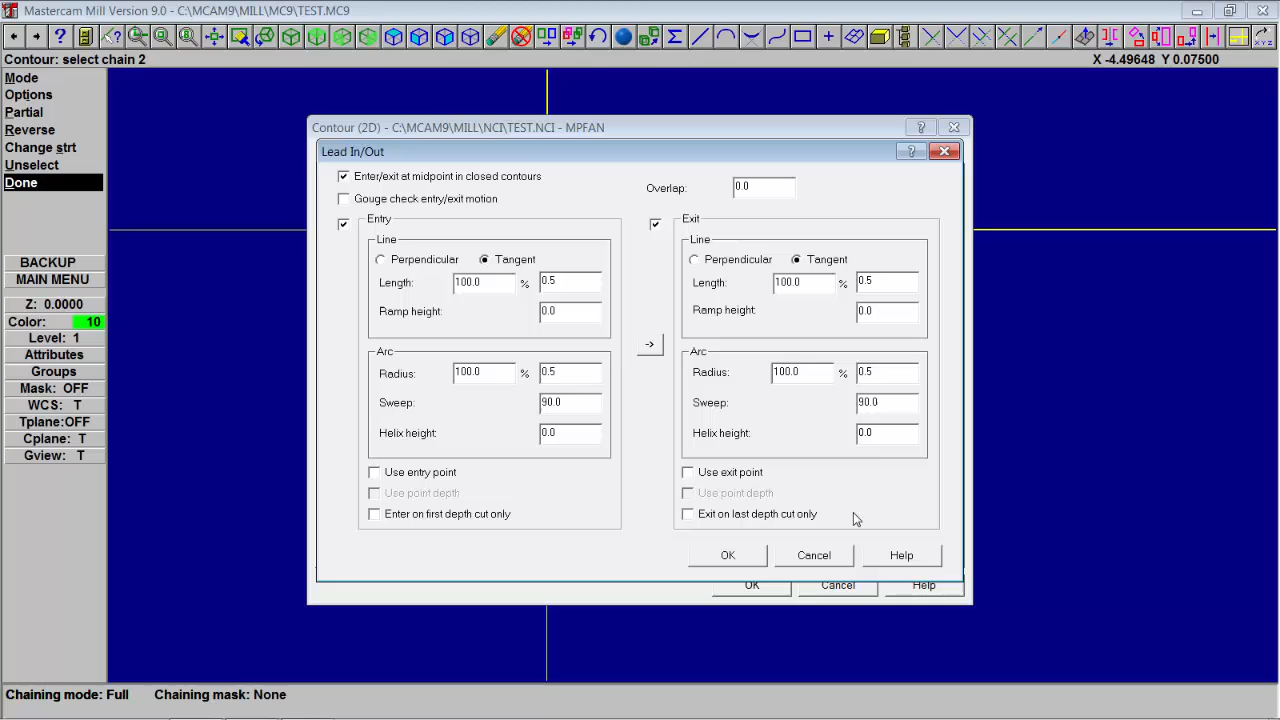 Mastercam Mill Version 9.0 - C:\MCAM9\MILL\MC9\TEST.MC9
Contour: select chain 2
X -4.49648 Y 0.07500
Mode
Options
Partial
Reverse
Change strt
Unselect
Done
BACKUP
MAIN MENU
Z: 0.0000
Color: 10
Level: 1
Attributes
Groups
Mask: OFF
WCS: T
Tplane:OFF
Cplane: T
Gview: T
Contour (2D) - C:\MCAM9\MILL\NCI\TEST.NCI - MPFAN
Lead In/Out
Enter/exit at midpoint in closed contours
Gouge check entry/exit motion
Overlap: 0.0
Entry
Line
Perpendicular Tangent
Length: 100.0 % 0.5
Ramp height: 0.0
Arc
Radius: 100.0 % 0.5
Sweep: 90.0
Helix height: 0.0
Use entry point
Use point depth
Enter on first depth cut only
->
Exit
Line
Perpendicular Tangent
Length: 100.0 % 0.5
Ramp height: 0.0
Arc
Radius: 100.0 % 0.5
Sweep: 90.0
Helix height: 0.0
Use exit point
Use point depth
Exit on last depth cut only
OK Cancel Help
OK Cancel Help
Chaining mode: Full Chaining mask: None